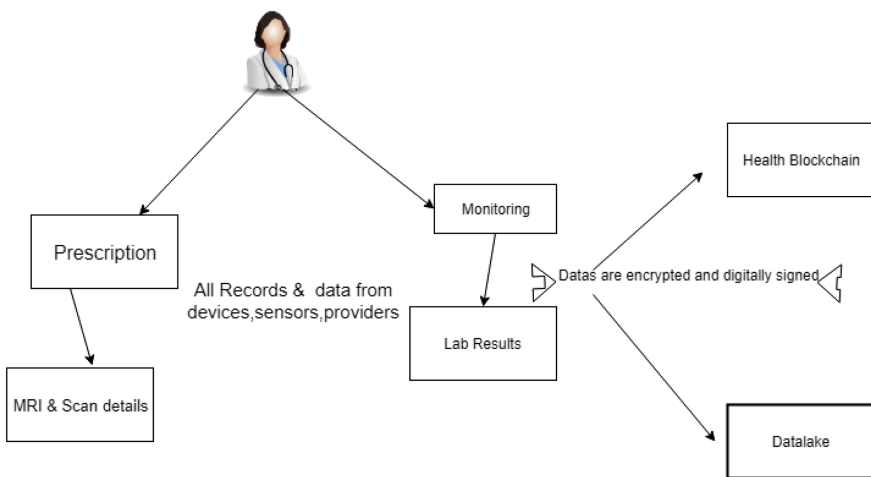 Health Blockchain
Monitoring
Prescription
Datas are encrypted and digitally signed
All Records & data from
devices,sensors,providers
Lab Results
MRI & Scan details
Datalake